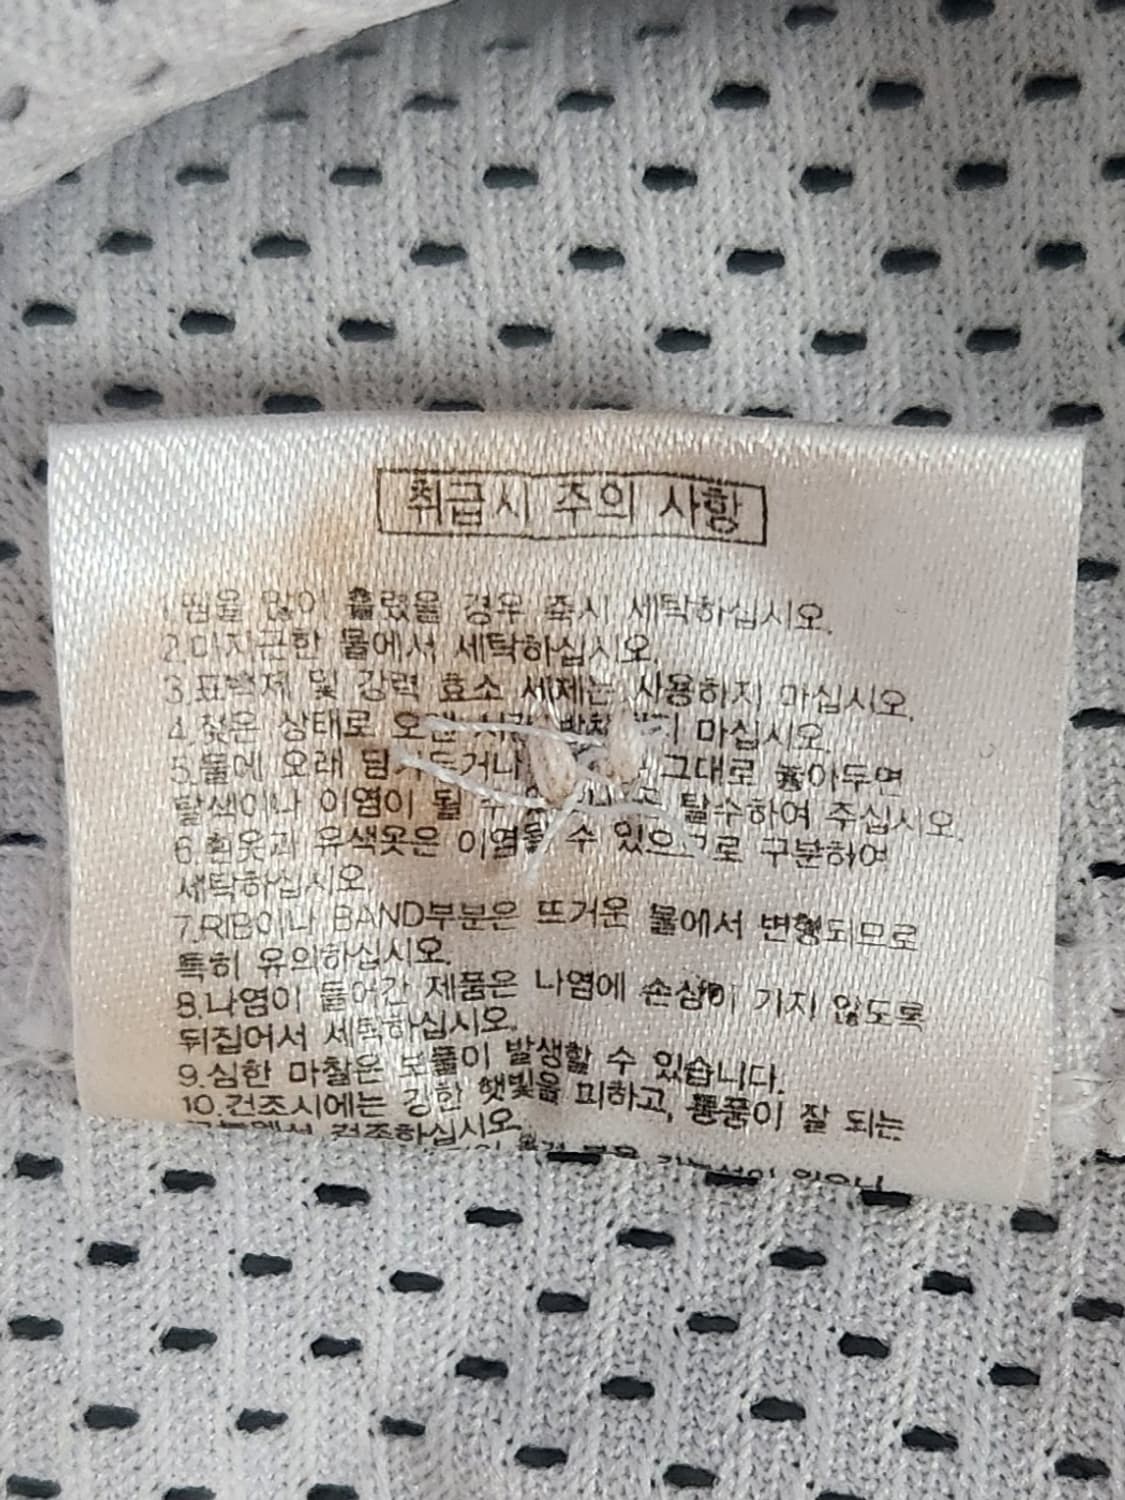 취급시 주의 사항
1.땀을 많이 흘렸을 경우 즉시 세탁하십시오.
2.미지근한 물에서 세탁하십시오.
3.표백제 및 강력 효소 세제는 사용하지 마십시오.
4.젖은 상태로 오랜 시간 방치 마십시오.
5.물에 오래 담가두거나 그대로 놓아두면
탈색이나 이염이 될 수 탈수하여 주십시오.
6.흰옷과 유색옷은 이염될 수 있으므로 구분하여
세탁하십시오.
7.RIB이나 BAND부분은 뜨거운 물에서 변형되므로
특히 유의하십시오.
8.나염이 들어간 제품은 나염에 손상이 가지 않도록
뒤집어서 세탁하십시오.
9.심한 마찰은 보풀이 발생할 수 있습니다.
10.건조시에는 강한 햇빛을 피하고, 통풍이 잘 되는
건조하십시오.